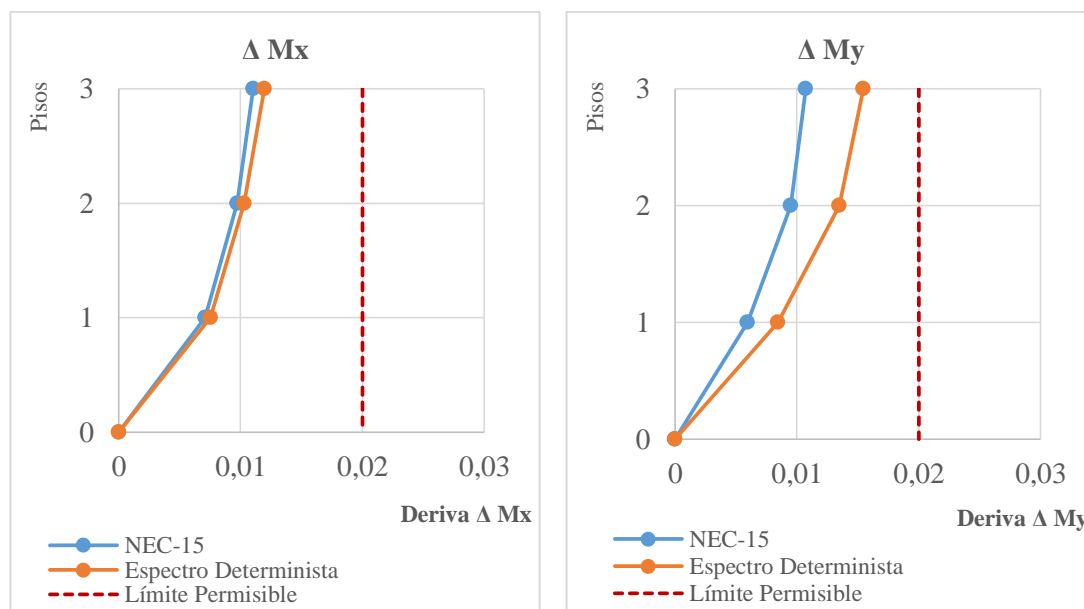 Δ Mx
Pisos
3
2
1
0
0
0,01
0,02
0,03
Deriva Δ Mx
NEC-15
Espectro Determinista
Límite Permisible
Δ My
Pisos
3
2
1
0
0
0,01
0,02
0,03
Deriva Δ My
NEC-15
Espectro Determinista
Límite Permisible